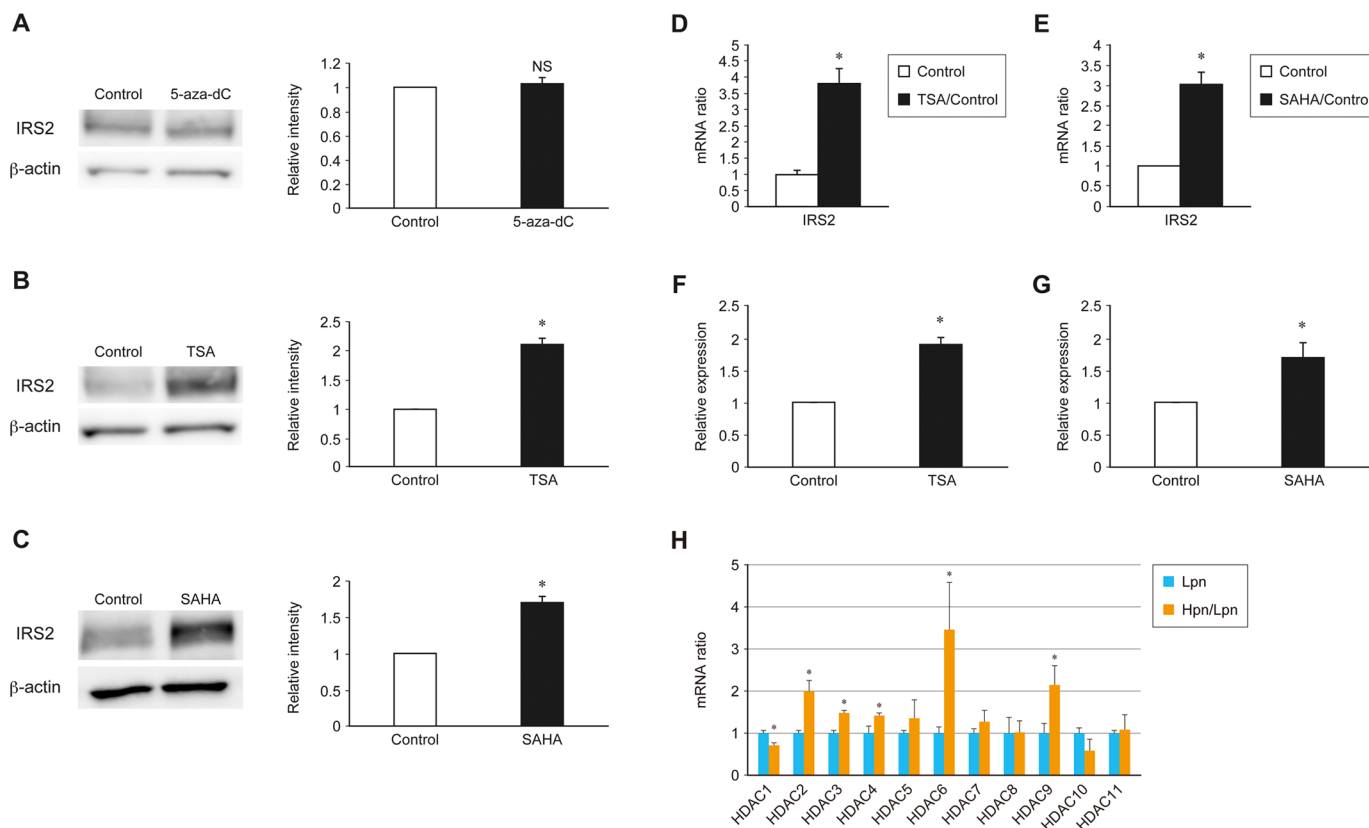 A
Control 5-aza-dC
IRS2
β-actin
Relative intensity
1.2
1
0.8
0.6
0.4
0.2
0
NS
Control 5-aza-dC
D
mRNA ratio
5
4.5
4
3.5
3
2.5
2
1.5
1
0.5
0
*
IRS2
Control
TSA/Control
E
mRNA ratio
4
3.5
3
2.5
2
1.5
1
0.5
0
*
IRS2
Control
SAHA/Contro
B
Control TSA
IRS2
β-actin
Relative intensity
2.5
2
1.5
1
0.5
0
*
Control TSA
F
Relative expression
2.5
2
1.5
1
0.5
0
*
Control TSA
G
Relative expression
2.5
2
1.5
1
0.5
0
*
Control SAHA
C
Control SAHA
IRS2
β-actin
Relative intensity
2
1.5
1
0.5
0
*
Control SAHA
H
mRNA ratio
5
4
3
2
1
0
* * * * * *
HDAC1 HDAC2 HDAC3 HDAC4 HDAC5 HDAC6 HDAC7 HDAC8 HDAC9 HDAC10 HDAC11
Lpn
Hpn/Lpn